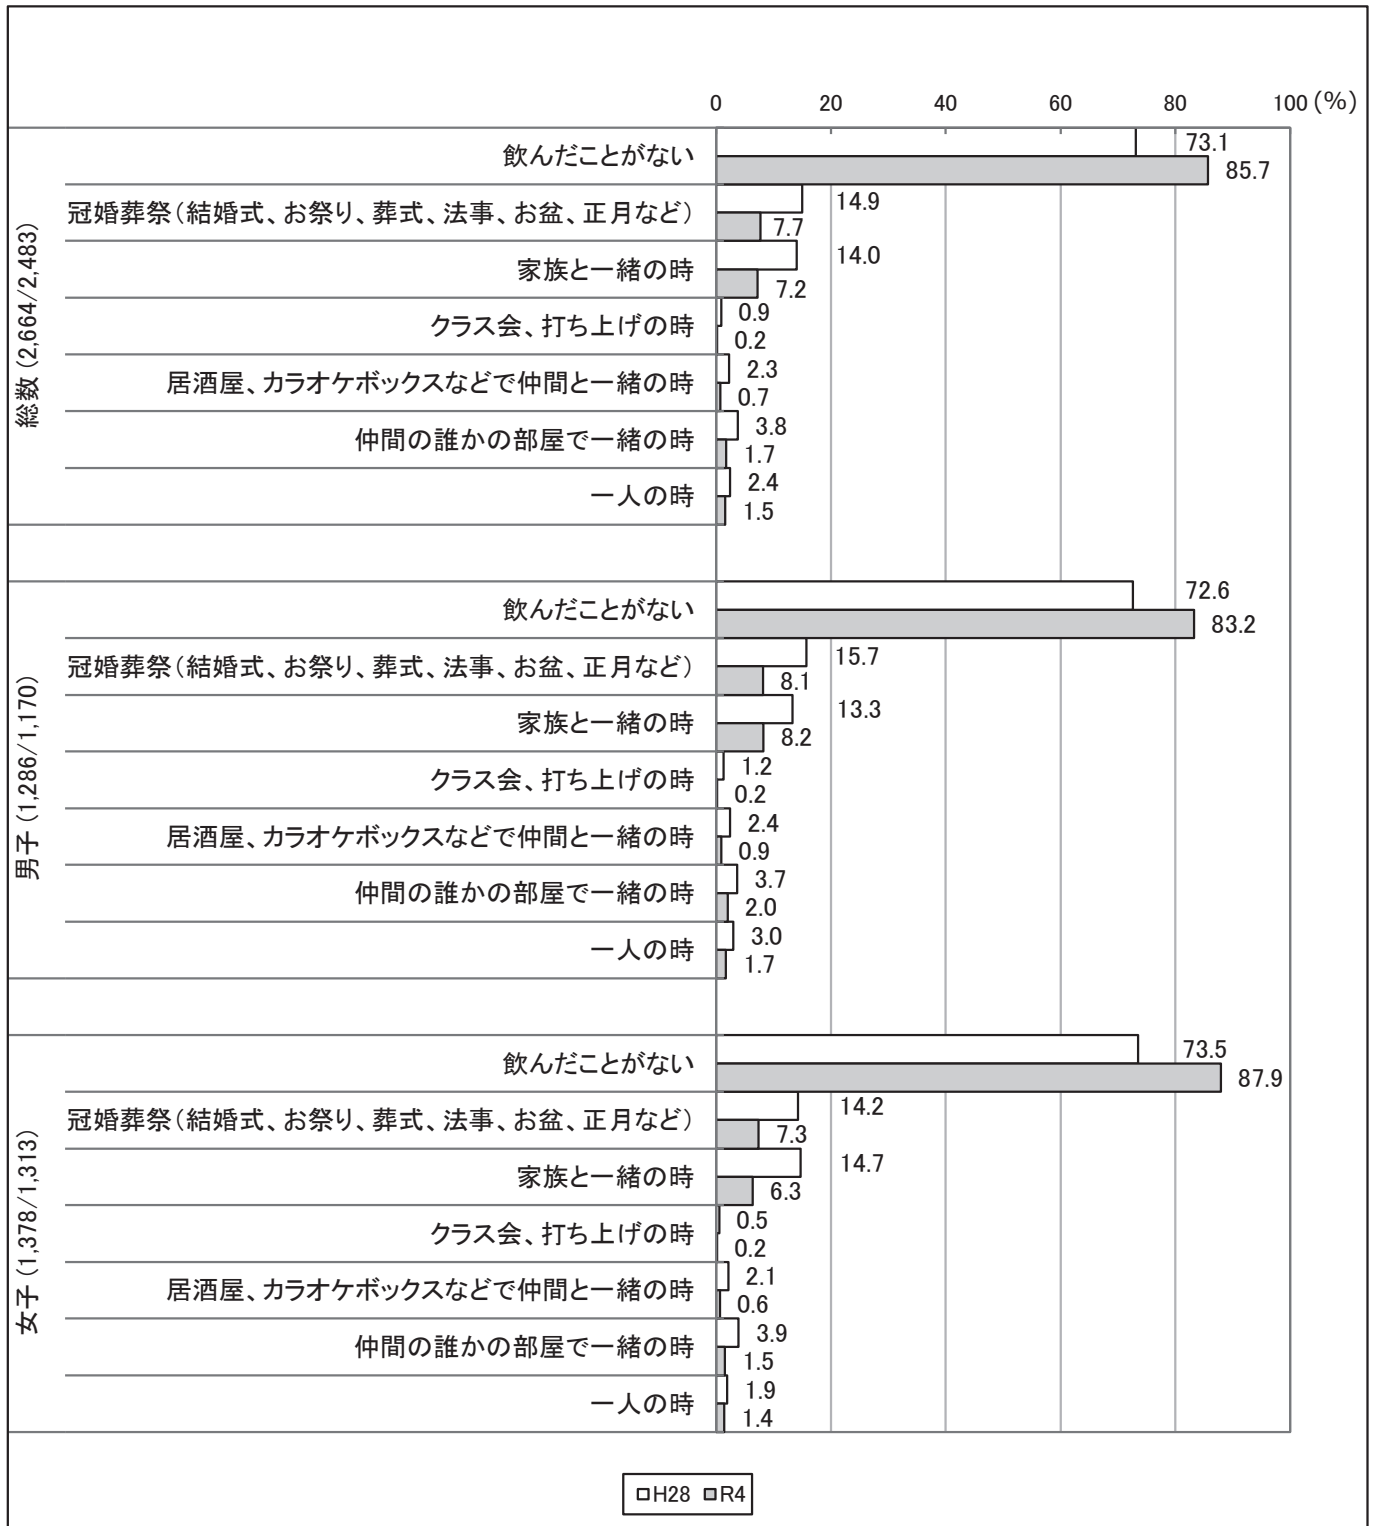 0 20 40 60 80 100 (%)
総数 (2,664/2,483)
飲んだことがない 73.1
85.7
冠婚葬祭(結婚式、お祭り、葬式、法事、お盆、正月など) 14.9
7.7
家族と一緒の時 14.0
7.2
クラス会、打ち上げの時 0.9
0.2
居酒屋、カラオケボックスなどで仲間と一緒の時 2.3
0.7
仲間の誰かの部屋で一緒の時 3.8
1.7
一人の時 2.4
1.5
男子 (1,286/1,170)
飲んだことがない 72.6
83.2
冠婚葬祭(結婚式、お祭り、葬式、法事、お盆、正月など) 15.7
8.1
家族と一緒の時 13.3
8.2
クラス会、打ち上げの時 1.2
0.2
居酒屋、カラオケボックスなどで仲間と一緒の時 2.4
0.9
仲間の誰かの部屋で一緒の時 3.7
2.0
一人の時 3.0
1.7
女子 (1,378/1,313)
飲んだことがない 73.5
87.9
冠婚葬祭(結婚式、お祭り、葬式、法事、お盆、正月など) 14.2
7.3
家族と一緒の時 14.7
6.3
クラス会、打ち上げの時 0.5
0.2
居酒屋、カラオケボックスなどで仲間と一緒の時 2.1
0.6
仲間の誰かの部屋で一緒の時 3.9
1.5
一人の時 1.9
1.4
H28 R4